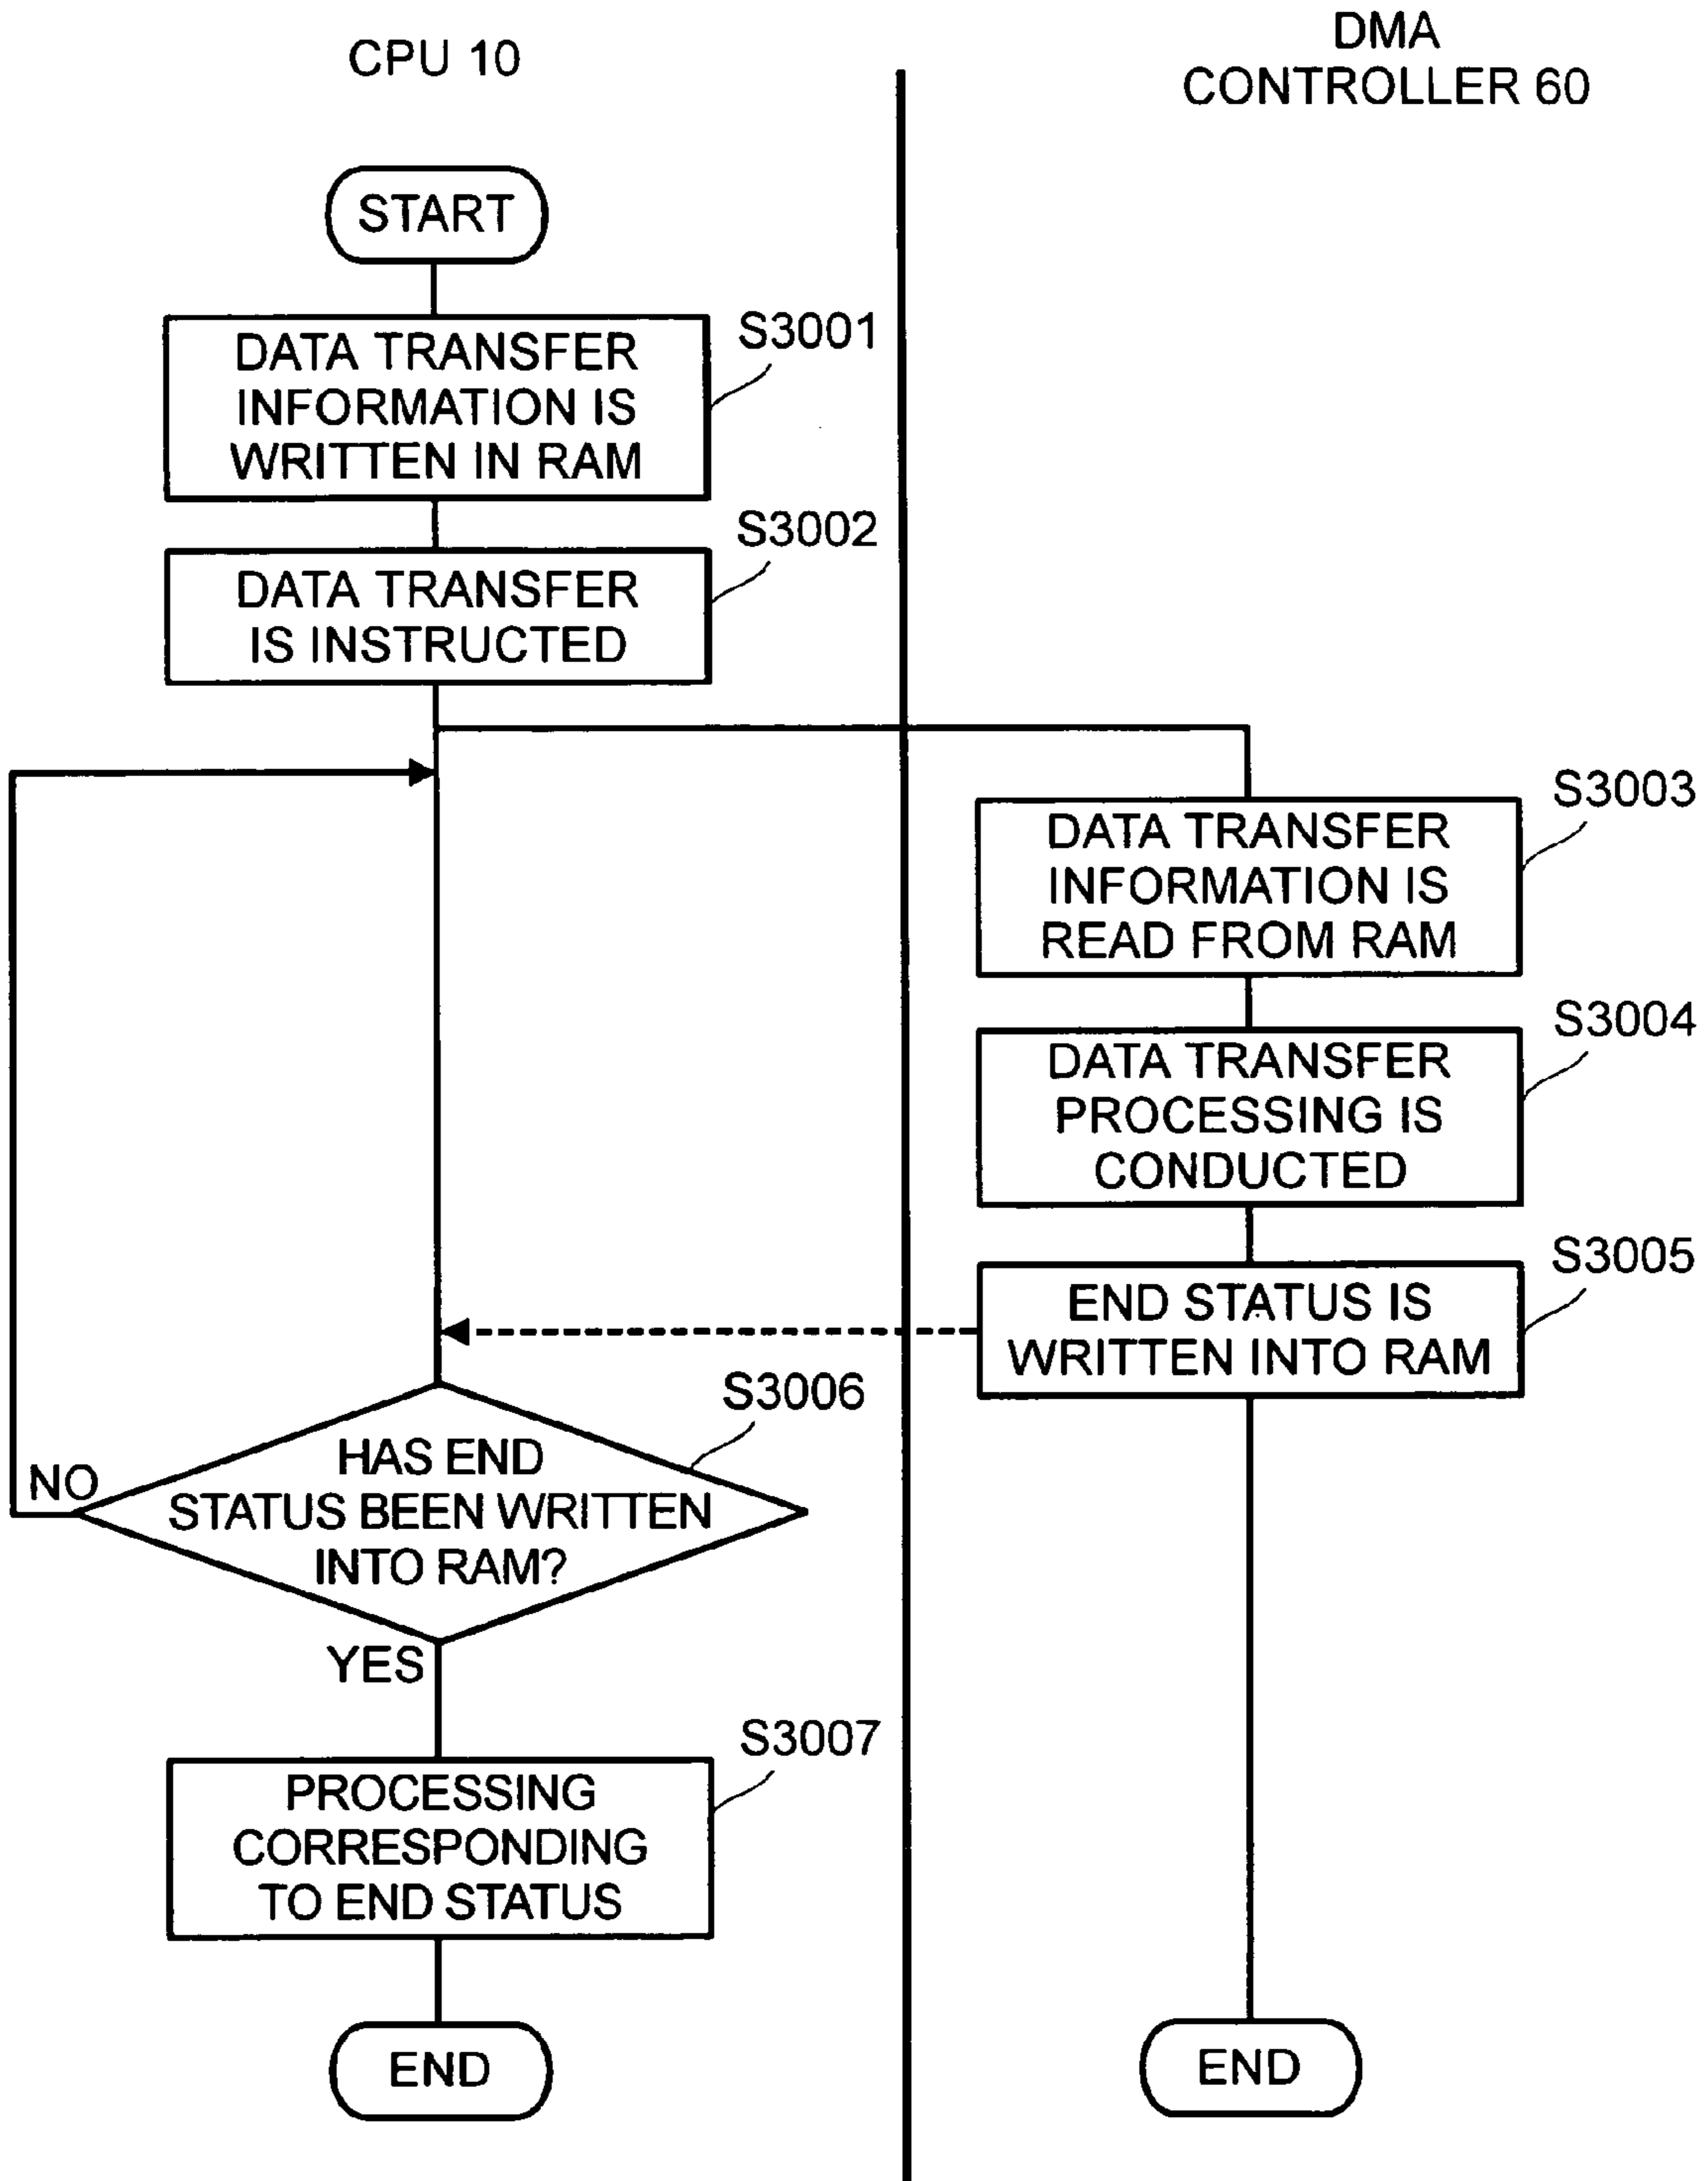 CPU 10
DMA
CONTROLLER 60
START
S3001
DATA TRANSFER
INFORMATION IS
WRITTEN IN RAM
S3002
DATA TRANSFER
IS INSTRUCTED
S3003
DATA TRANSFER
INFORMATION IS
READ FROM RAM
S3004
DATA TRANSFER
PROCESSING IS
CONDUCTED
S3005
END STATUS IS
WRITTEN INTO RAM
S3006
HAS END
STATUS BEEN WRITTEN
INTO RAM?
NO
YES
S3007
PROCESSING
CORRESPONDING
TO END STATUS
END
END